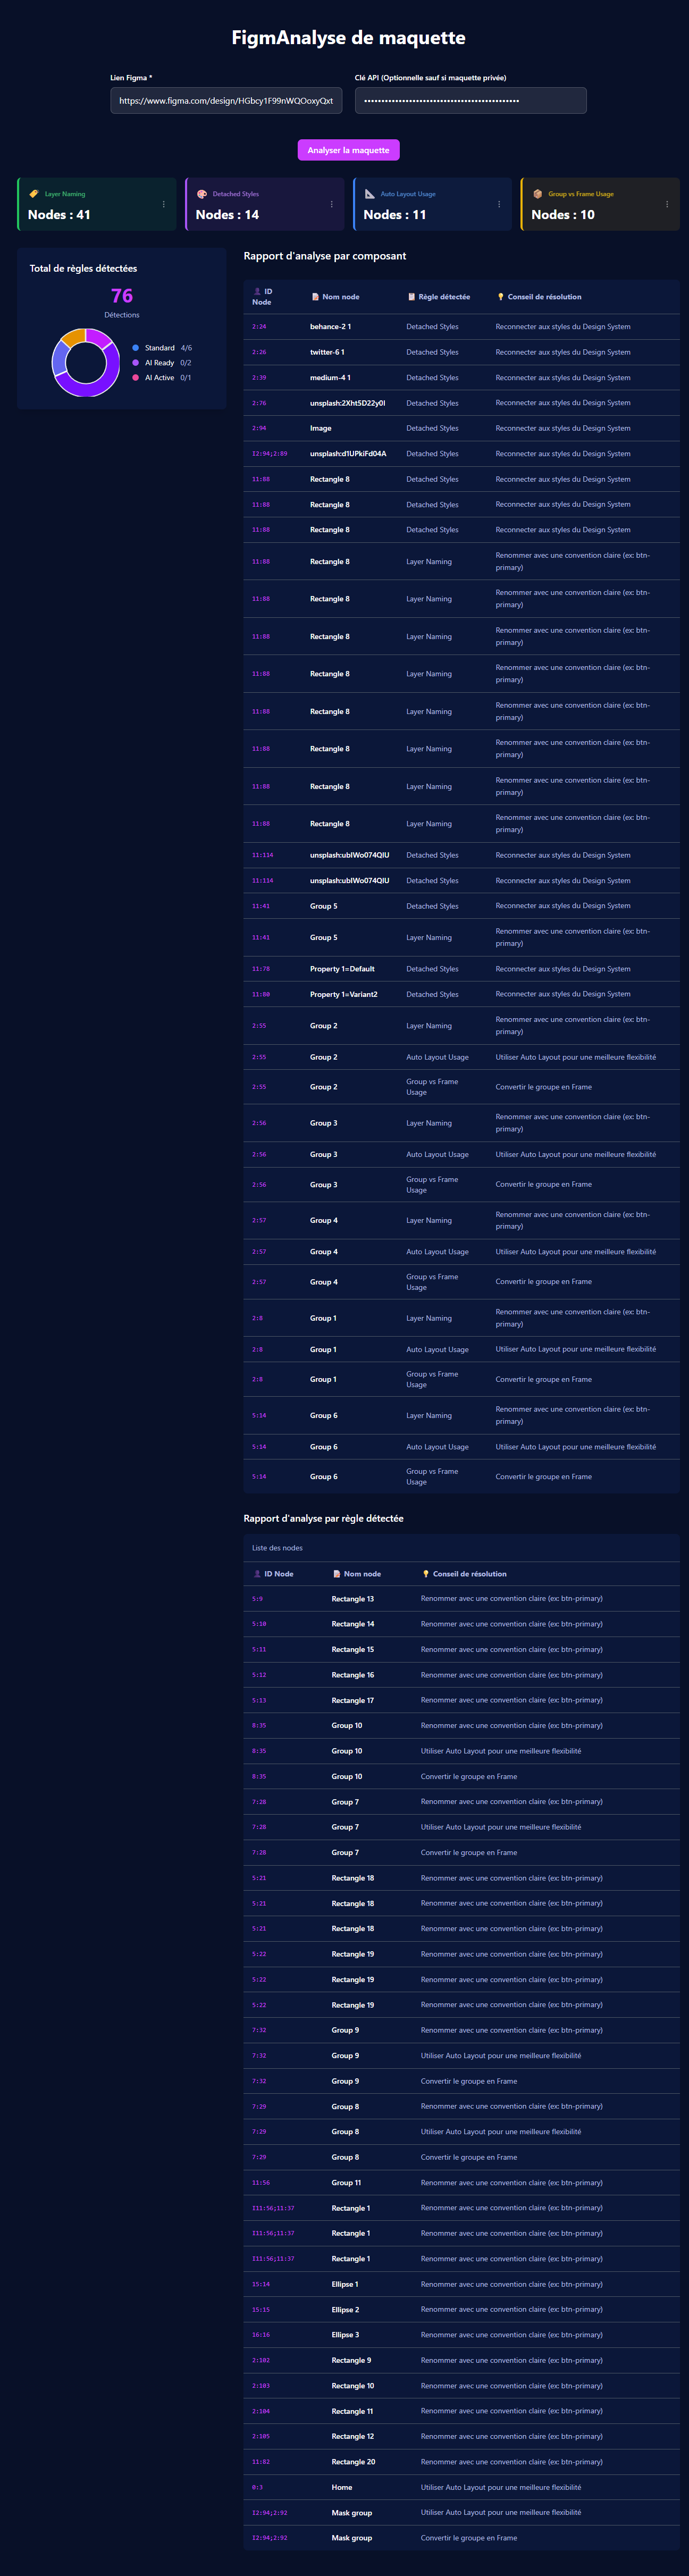 FigmAnalyse de maquette
Lien Figma *
Clé API (Optionnelle sauf si maquette privée)
https://www.figma.com/design/HGbcy1F99nWQOoxyQxt
Analyser la maquette
Layer Naming
Nodes : 41
Detached Styles
Nodes : 14
Auto Layout Usage
Nodes : 11
Group vs Frame Usage
Nodes : 10
Total de règles détectées
76
Détections
Standard 4/6
AI Ready 0/2
AI Active 0/1
Rapport d'analyse par composant
ID Node Nom node Règle détectée Conseil de résolution
2:24 behance-2 1 Detached Styles Reconnecter aux styles du Design System
2:26 twitter-6 1 Detached Styles Reconnecter aux styles du Design System
2:39 medium-4 1 Detached Styles Reconnecter aux styles du Design System
2:76 unsplash:2XhtSD22y0I Detached Styles Reconnecter aux styles du Design System
2:94 Image Detached Styles Reconnecter aux styles du Design System
I2:94;2:89 unsplash:d1UPkiFd04A Detached Styles Reconnecter aux styles du Design System
11:88 Rectangle 8 Detached Styles Reconnecter aux styles du Design System
11:88 Rectangle 8 Detached Styles Reconnecter aux styles du Design System
11:88 Rectangle 8 Detached Styles Reconnecter aux styles du Design System
11:88 Rectangle 8 Layer Naming Renommer avec une convention claire (ex: btn-primary)
11:88 Rectangle 8 Layer Naming Renommer avec une convention claire (ex: btn-primary)
11:88 Rectangle 8 Layer Naming Renommer avec une convention claire (ex: btn-primary)
11:88 Rectangle 8 Layer Naming Renommer avec une convention claire (ex: btn-primary)
11:88 Rectangle 8 Layer Naming Renommer avec une convention claire (ex: btn-primary)
11:88 Rectangle 8 Layer Naming Renommer avec une convention claire (ex: btn-primary)
11:88 Rectangle 8 Layer Naming Renommer avec une convention claire (ex: btn-primary)
11:88 Rectangle 8 Layer Naming Renommer avec une convention claire (ex: btn-primary)
11:114 unsplash:ublWo074QlU Detached Styles Reconnecter aux styles du Design System
11:114 unsplash:ublWo074QlU Detached Styles Reconnecter aux styles du Design System
11:41 Group 5 Detached Styles Reconnecter aux styles du Design System
11:41 Group 5 Layer Naming Renommer avec une convention claire (ex: btn-primary)
11:78 Property 1=Default Detached Styles Reconnecter aux styles du Design System
11:80 Property 1=Variant2 Detached Styles Reconnecter aux styles du Design System
2:55 Group 2 Layer Naming Renommer avec une convention claire (ex: btn-primary)
2:55 Group 2 Auto Layout Usage Utiliser Auto Layout pour une meilleure flexibilité
2:55 Group 2 Group vs Frame Usage Convertir le groupe en Frame
2:56 Group 3 Layer Naming Renommer avec une convention claire (ex: btn-primary)
2:56 Group 3 Auto Layout Usage Utiliser Auto Layout pour une meilleure flexibilité
2:56 Group 3 Group vs Frame Usage Convertir le groupe en Frame
2:57 Group 4 Layer Naming Renommer avec une convention claire (ex: btn-primary)
2:57 Group 4 Auto Layout Usage Utiliser Auto Layout pour une meilleure flexibilité
2:57 Group 4 Group vs Frame Usage Convertir le groupe en Frame
2:8 Group 1 Layer Naming Renommer avec une convention claire (ex: btn-primary)
2:8 Group 1 Auto Layout Usage Utiliser Auto Layout pour une meilleure flexibilité
2:8 Group 1 Group vs Frame Usage Convertir le groupe en Frame
5:14 Group 6 Layer Naming Renommer avec une convention claire (ex: btn-primary)
5:14 Group 6 Auto Layout Usage Utiliser Auto Layout pour une meilleure flexibilité
5:14 Group 6 Group vs Frame Usage Convertir le groupe en Frame
Rapport d'analyse par règle détectée
Liste des nodes
ID Node Nom node Conseil de résolution
5:9 Rectangle 13 Renommer avec une convention claire (ex: btn-primary)
5:10 Rectangle 14 Renommer avec une convention claire (ex: btn-primary)
5:11 Rectangle 15 Renommer avec une convention claire (ex: btn-primary)
5:12 Rectangle 16 Renommer avec une convention claire (ex: btn-primary)
5:13 Rectangle 17 Renommer avec une convention claire (ex: btn-primary)
8:35 Group 10 Renommer avec une convention claire (ex: btn-primary)
8:35 Group 10 Utiliser Auto Layout pour une meilleure flexibilité
8:35 Group 10 Convertir le groupe en Frame
7:28 Group 7 Renommer avec une convention claire (ex: btn-primary)
7:28 Group 7 Utiliser Auto Layout pour une meilleure flexibilité
7:28 Group 7 Convertir le groupe en Frame
5:21 Rectangle 18 Renommer avec une convention claire (ex: btn-primary)
5:21 Rectangle 18 Renommer avec une convention claire (ex: btn-primary)
5:21 Rectangle 18 Renommer avec une convention claire (ex: btn-primary)
5:22 Rectangle 19 Renommer avec une convention claire (ex: btn-primary)
5:22 Rectangle 19 Renommer avec une convention claire (ex: btn-primary)
5:22 Rectangle 19 Renommer avec une convention claire (ex: btn-primary)
7:32 Group 9 Renommer avec une convention claire (ex: btn-primary)
7:32 Group 9 Utiliser Auto Layout pour une meilleure flexibilité
7:32 Group 9 Convertir le groupe en Frame
7:29 Group 8 Renommer avec une convention claire (ex: btn-primary)
7:29 Group 8 Utiliser Auto Layout pour une meilleure flexibilité
7:29 Group 8 Convertir le groupe en Frame
11:56 Group 11 Renommer avec une convention claire (ex: btn-primary)
I11:56;11:37 Rectangle 1 Renommer avec une convention claire (ex: btn-primary)
I11:56;11:37 Rectangle 1 Renommer avec une convention claire (ex: btn-primary)
I11:56;11:37 Rectangle 1 Renommer avec une convention claire (ex: btn-primary)
15:14 Ellipse 1 Renommer avec une convention claire (ex: btn-primary)
15:15 Ellipse 2 Renommer avec une convention claire (ex: btn-primary)
16:16 Ellipse 3 Renommer avec une convention claire (ex: btn-primary)
2:102 Rectangle 9 Renommer avec une convention claire (ex: btn-primary)
2:103 Rectangle 10 Renommer avec une convention claire (ex: btn-primary)
2:104 Rectangle 11 Renommer avec une convention claire (ex: btn-primary)
2:105 Rectangle 12 Renommer avec une convention claire (ex: btn-primary)
11:82 Rectangle 20 Renommer avec une convention claire (ex: btn-primary)
0:3 Home Utiliser Auto Layout pour une meilleure flexibilité
I2:94;2:92 Mask group Utiliser Auto Layout pour une meilleure flexibilité
I2:94;2:92 Mask group Convertir le groupe en Frame